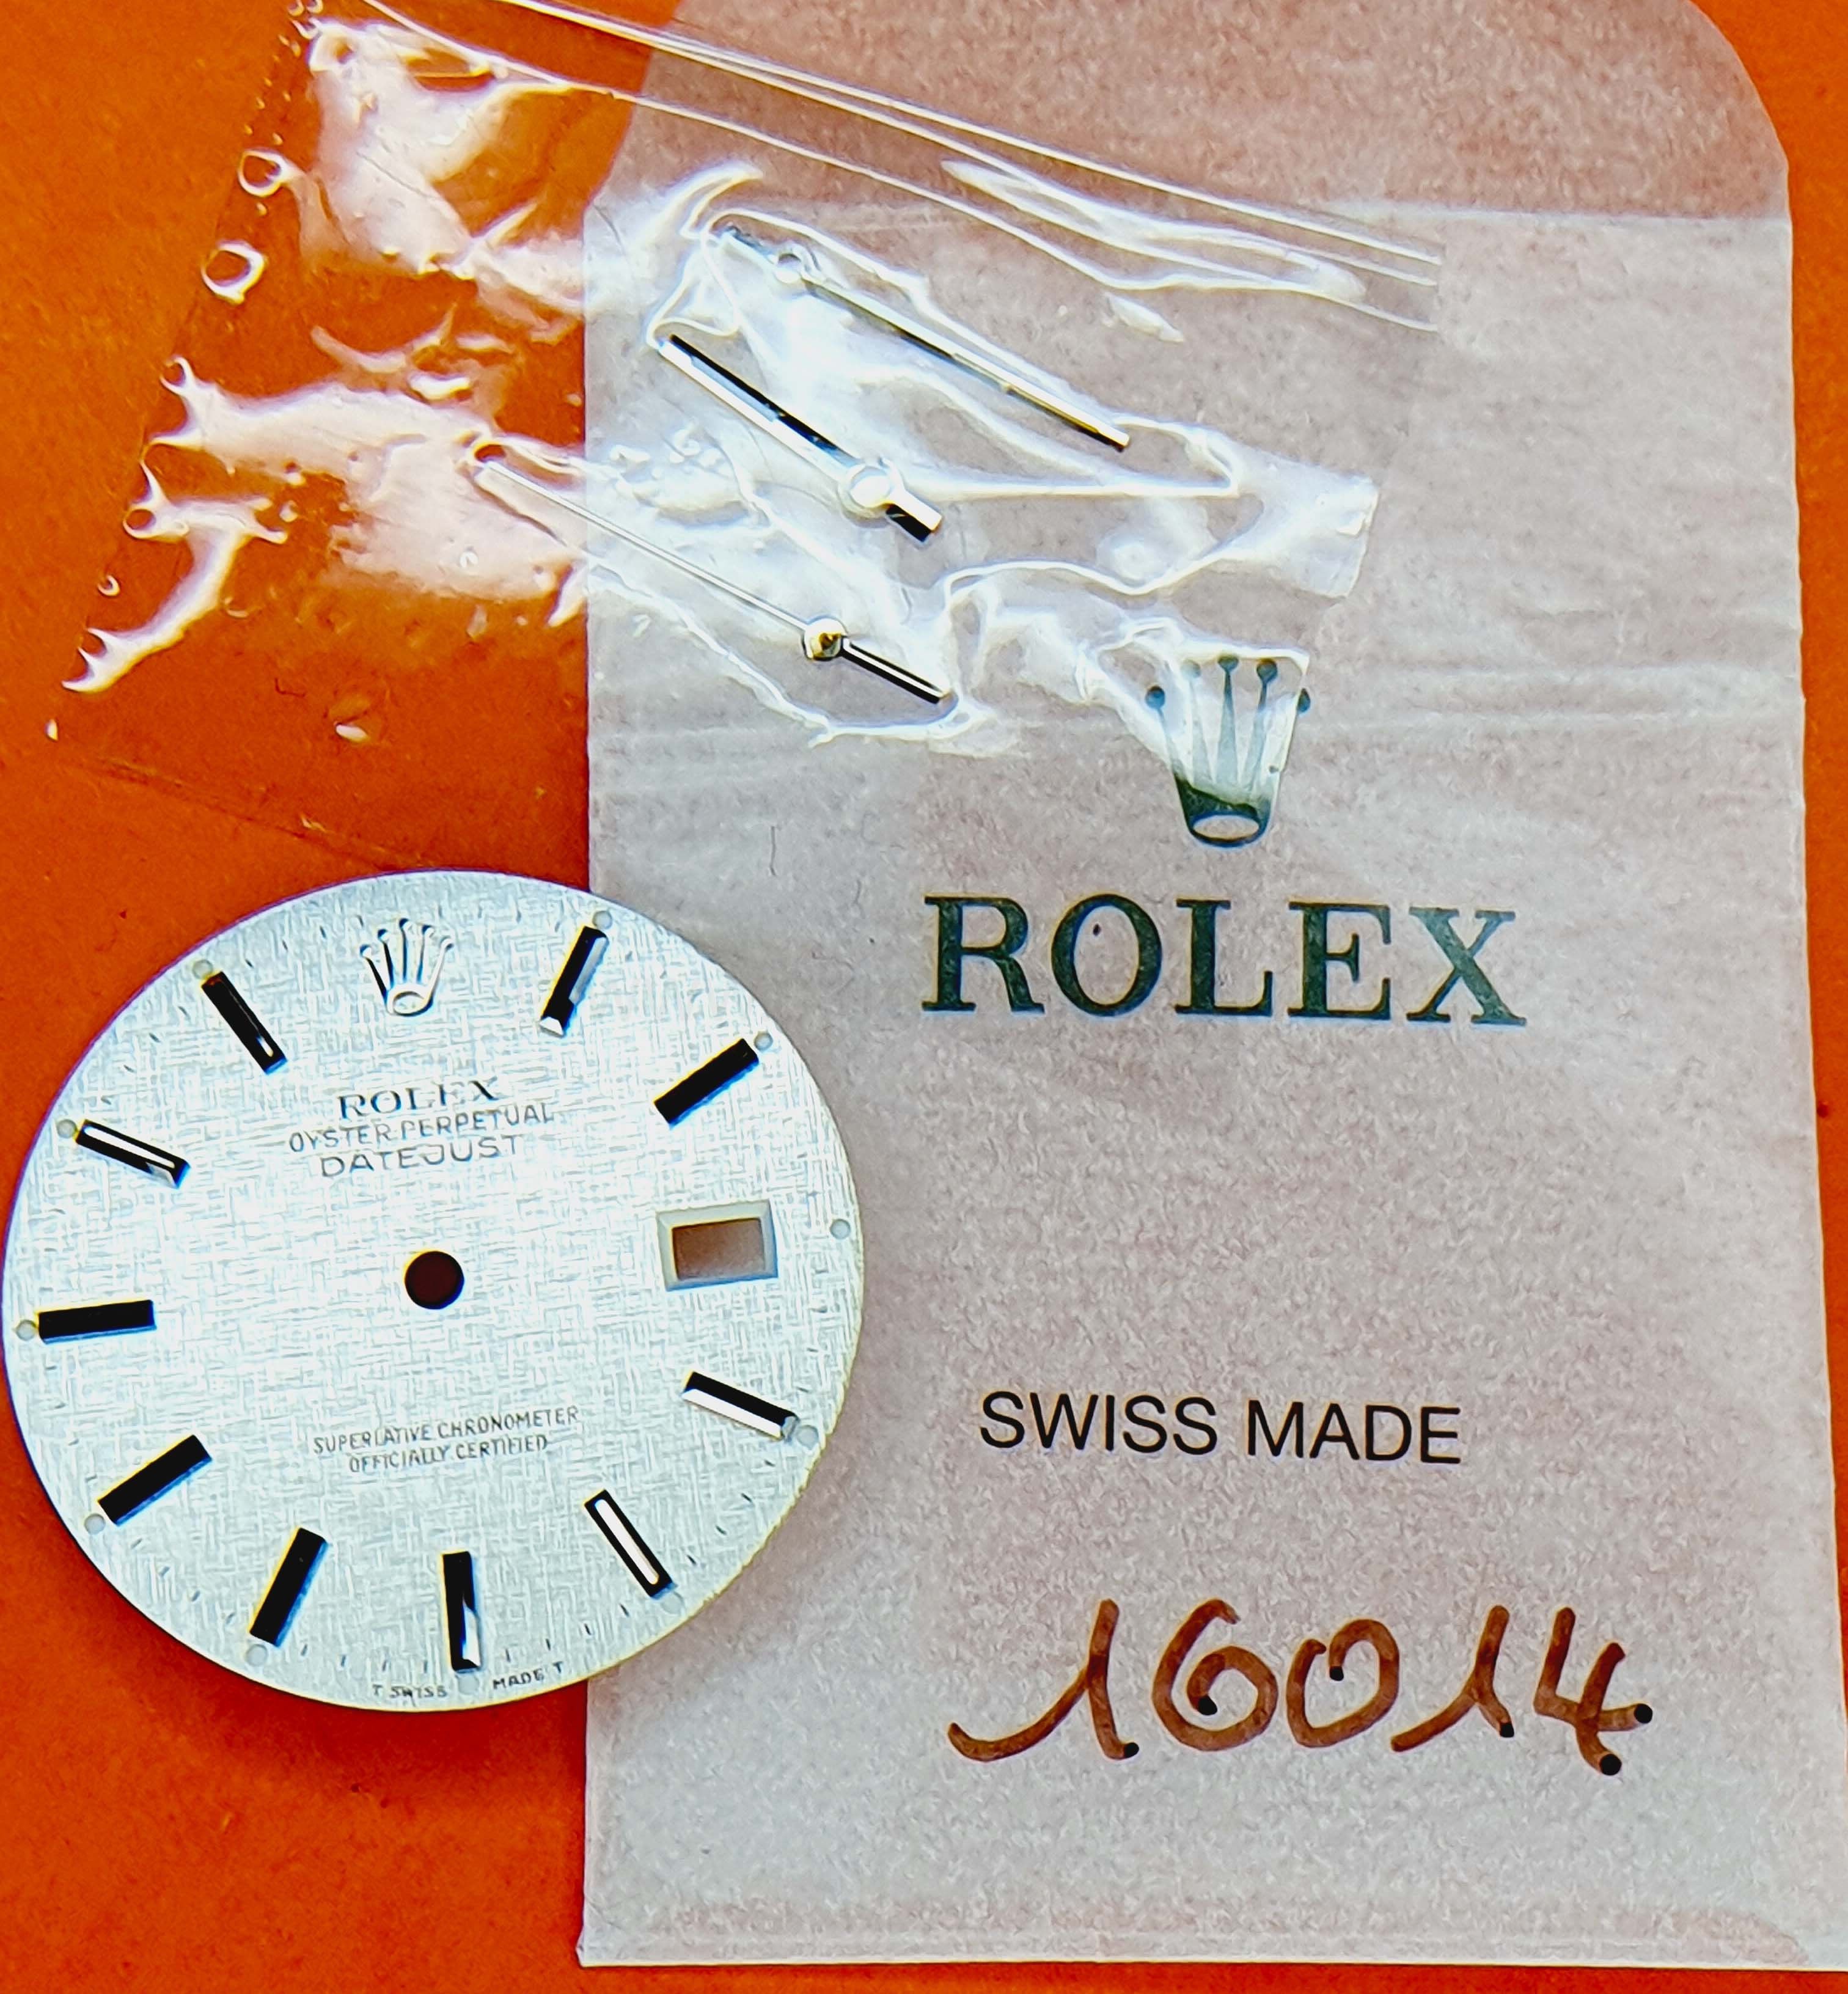 ROLEX
OYSTER PERPETUAL
DATEJUST
SUPERLATIVE CHRONOMETER
OFFICIALLY CERTIFIED
T SWISS MADE T
ROLEX
SWISS MADE
16014